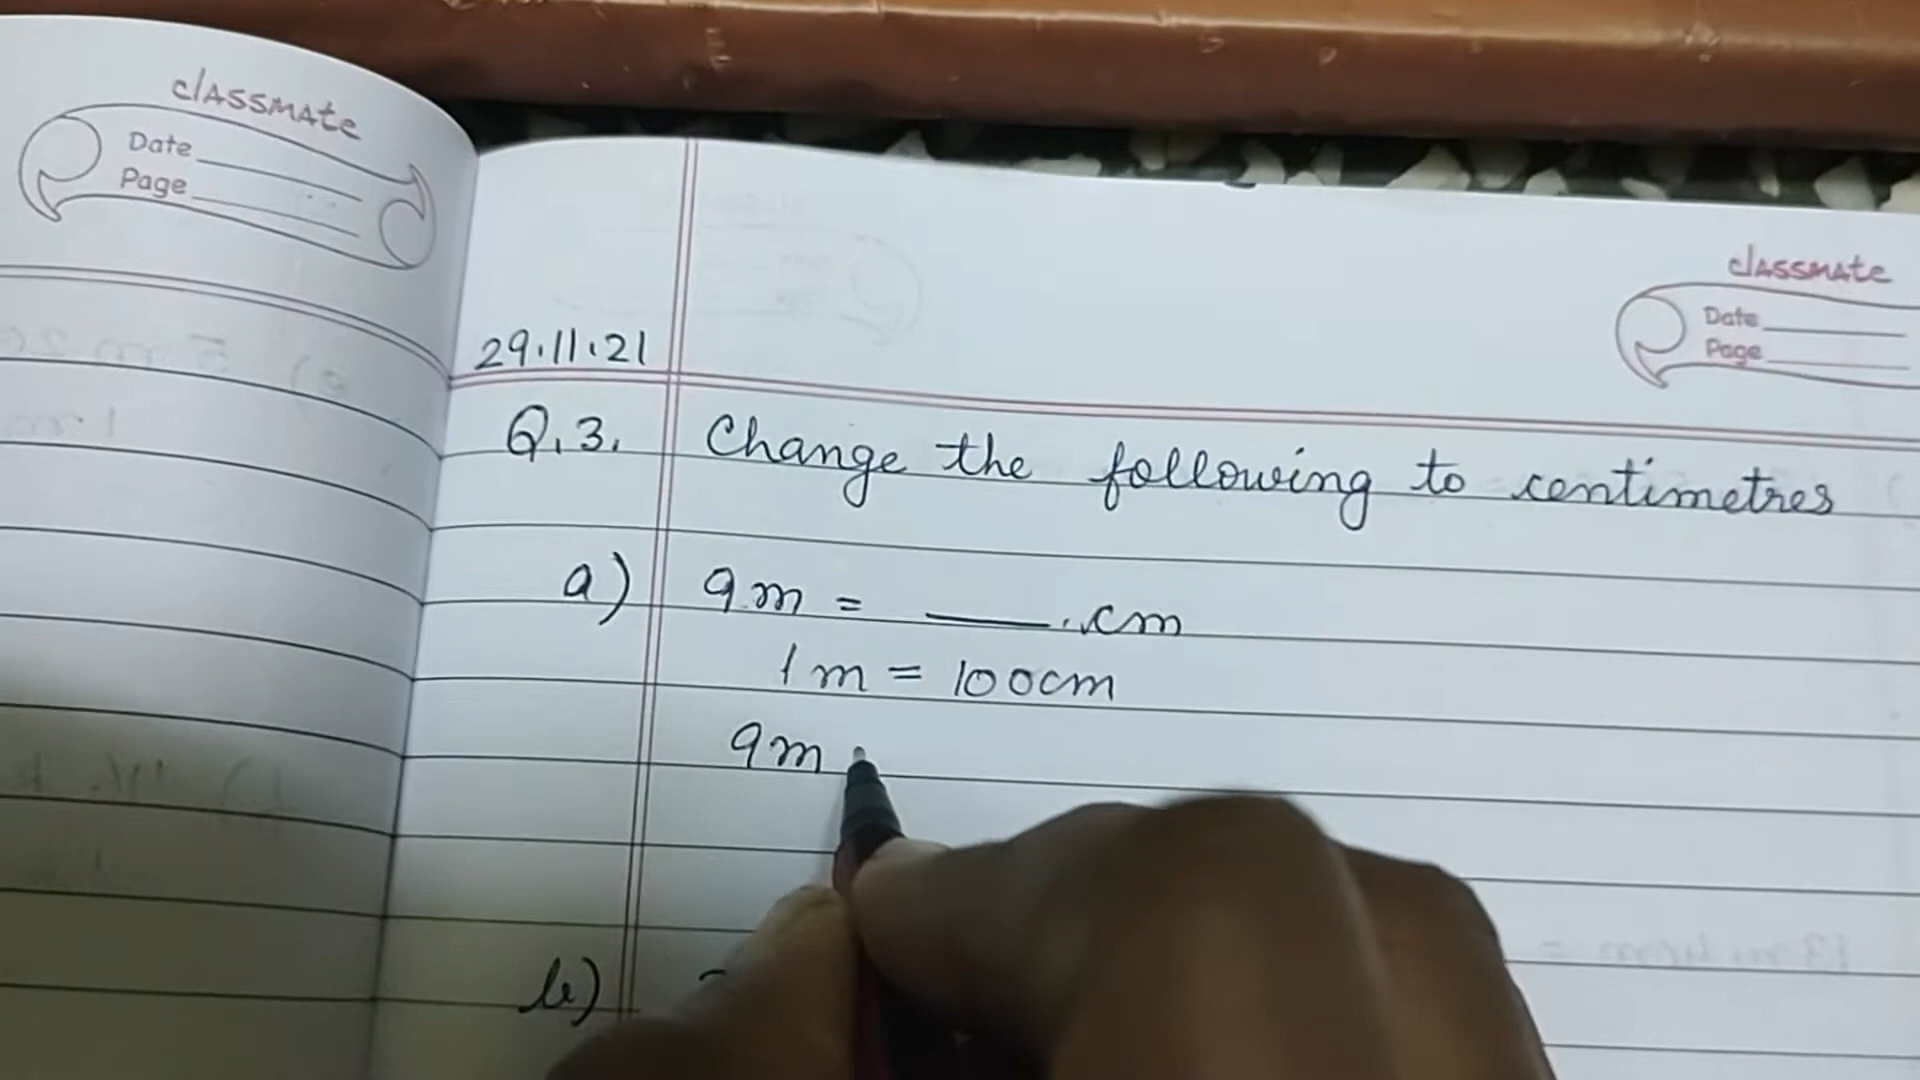 classmate
Date
Page
classmate
Date
Page
29.11.21
Q.3. Change the following to centimetres
a) 9m = ___ cm
1m = 100cm
9m
b)